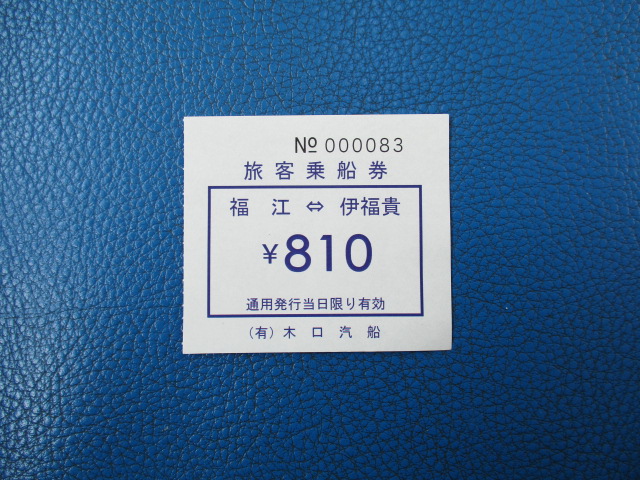 № 000083
旅客乗船券
福江 ⇔ 伊福貴
¥810
通用発行当日限り有効
(有)木口汽船